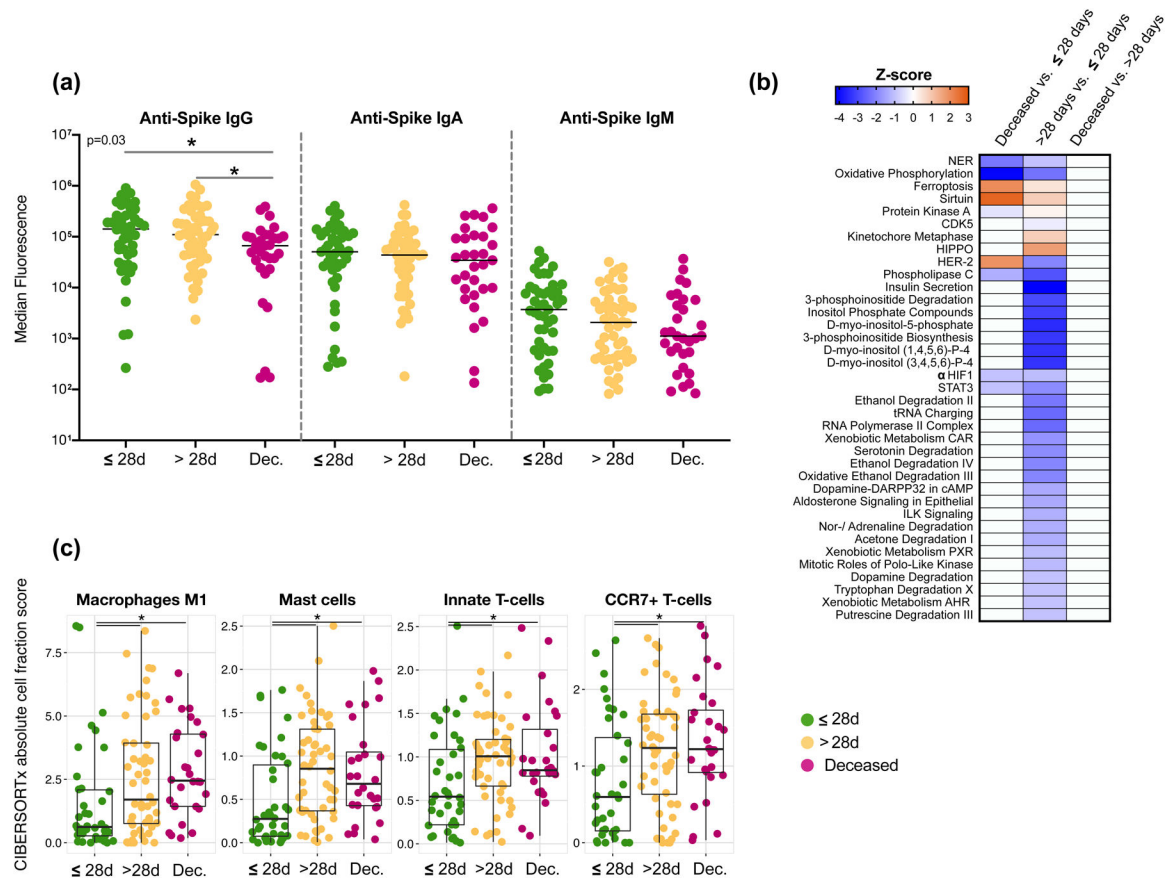 (a)
Anti-Spike IgG
Anti-Spike IgA
Anti-Spike IgM
p=0.03
*
*
Median Fluorescence
10⁷
10⁶
10⁵
10⁴
10³
10²
10¹
≤ 28d
> 28d
Dec.
≤28d
> 28d
Dec.
≤ 28d
> 28d
Dec.
(b)
Z-score
-4 -3 -2 -1 0 1 2 3
Deceased vs. ≤ 28 days
>28 days vs. ≤ 28 days
Deceased vs. >28 days
NER
Oxidative Phosphorylation
Ferroptosis
Sirtuin
Protein Kinase A
CDK5
Kinetochore Metaphase
HIPPO
HER-2
Phospholipase C
Insulin Secretion
3-phosphoinositide Degradation
Inositol Phosphate Compounds
D-myo-inositol-5-phosphate
3-phosphoinositide Biosynthesis
D-myo-inositol (1,4,5,6)-P-4
D-myo-inositol (3,4,5,6)-P-4
α HIF1
STAT3
Ethanol Degradation II
tRNA Charging
RNA Polymerase II Complex
Xenobiotic Metabolism CAR
Serotonin Degradation
Ethanol Degradation IV
Oxidative Ethanol Degradation III
Dopamine-DARPP32 in cAMP
Aldosterone Signaling in Epithelial
ILK Signaling
Nor-/ Adrenaline Degradation
Acetone Degradation I
Xenobiotic Metabolism PXR
Mitotic Roles of Polo-Like Kinase
Dopamine Degradation
Tryptophan Degradation X
Xenobiotic Metabolism AHR
Putrescine Degradation III
(c)
CIBERSORTx absolute cell fraction score
Macrophages M1
*
7.5
5.0
2.5
0.0
≤ 28d
>28d
Dec.
Mast cells
*
2.5
2.0
1.5
1.0
0.5
0.0
≤ 28d
>28d
Dec.
Innate T-cells
*
2.5
2.0
1.5
1.0
0.5
0.0
≤ 28d
>28d
Dec.
CCR7+ T-cells
*
2
1
0
≤ 28d
>28d
Dec.
≤ 28d
> 28d
Deceased